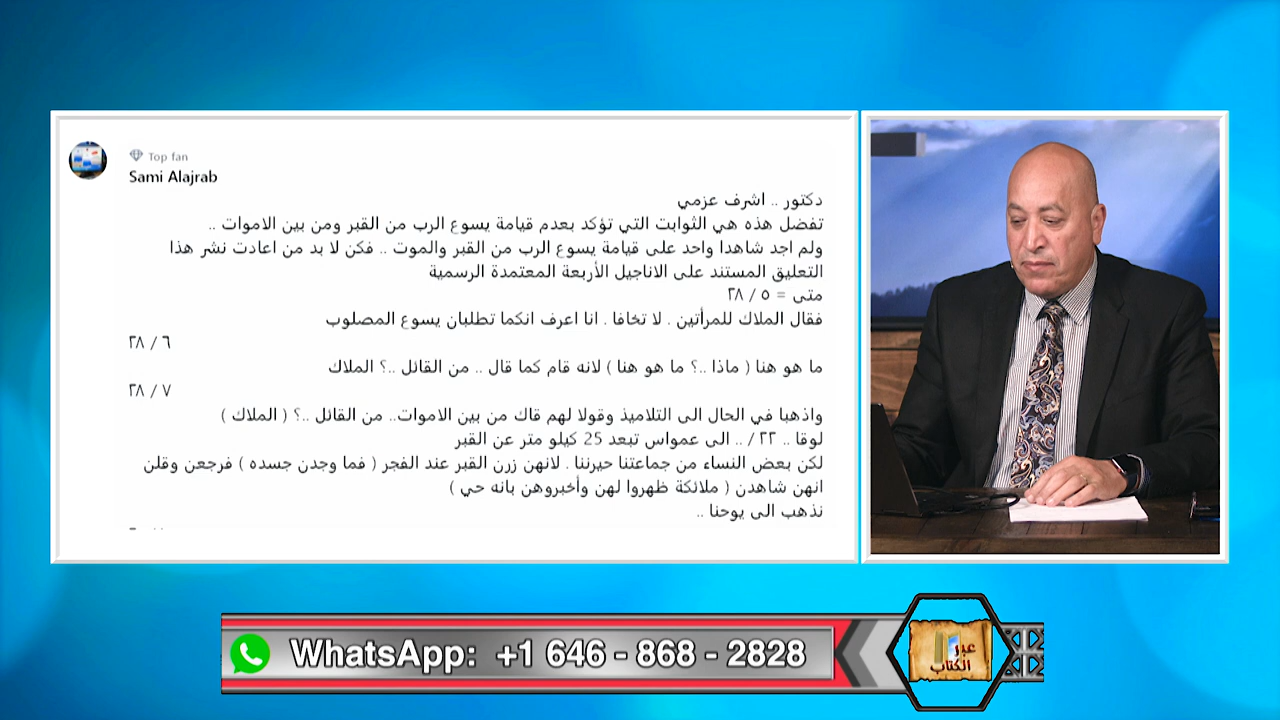 Top fan
Sami Alajrab
دكتور .. اشرف عزمي
تفضل هذه هي الثوابت التي تؤكد بعدم قيامة يسوع الرب من القبر ومن بين الاموات ..
ولم اجد شاهدا واحد على قيامة يسوع الرب من القبر والموت .. فكن لا بد من اعادت نشر هذا
التعليق المستند على الاناجيل الأربعة المعتمدة الرسمية
متى = ٥ / ٢٨
فقال الملاك للمرأتين . لا تخافا . انا اعرف انكما تطلبان يسوع المصلوب
٦ / ٢٨
ما هو هنا ( ماذا ..؟ ما هو هنا ) لانه قام كما قال .. من القائل ..؟ الملاك
٧ / ٢٨
واذهبا في الحال الى التلاميذ وقولا لهم قاك من بين الاموات.. من القائل ..؟ ( الملاك )
لوقا .. ٢٢ / .. الى عمواس تبعد 25 كيلو متر عن القبر
لكن بعض النساء من جماعتنا حيرننا . لانهن زرن القبر عند الفجر ( فما وجدن جسده ) فرجعن وقلن
انهن شاهدن ( ملائكة ظهروا لهن وأخبروهن بانه حي )
نذهب الى يوحنا ..
WhatsApp: +1 646 - 868 - 2828
عبر
الكتاب